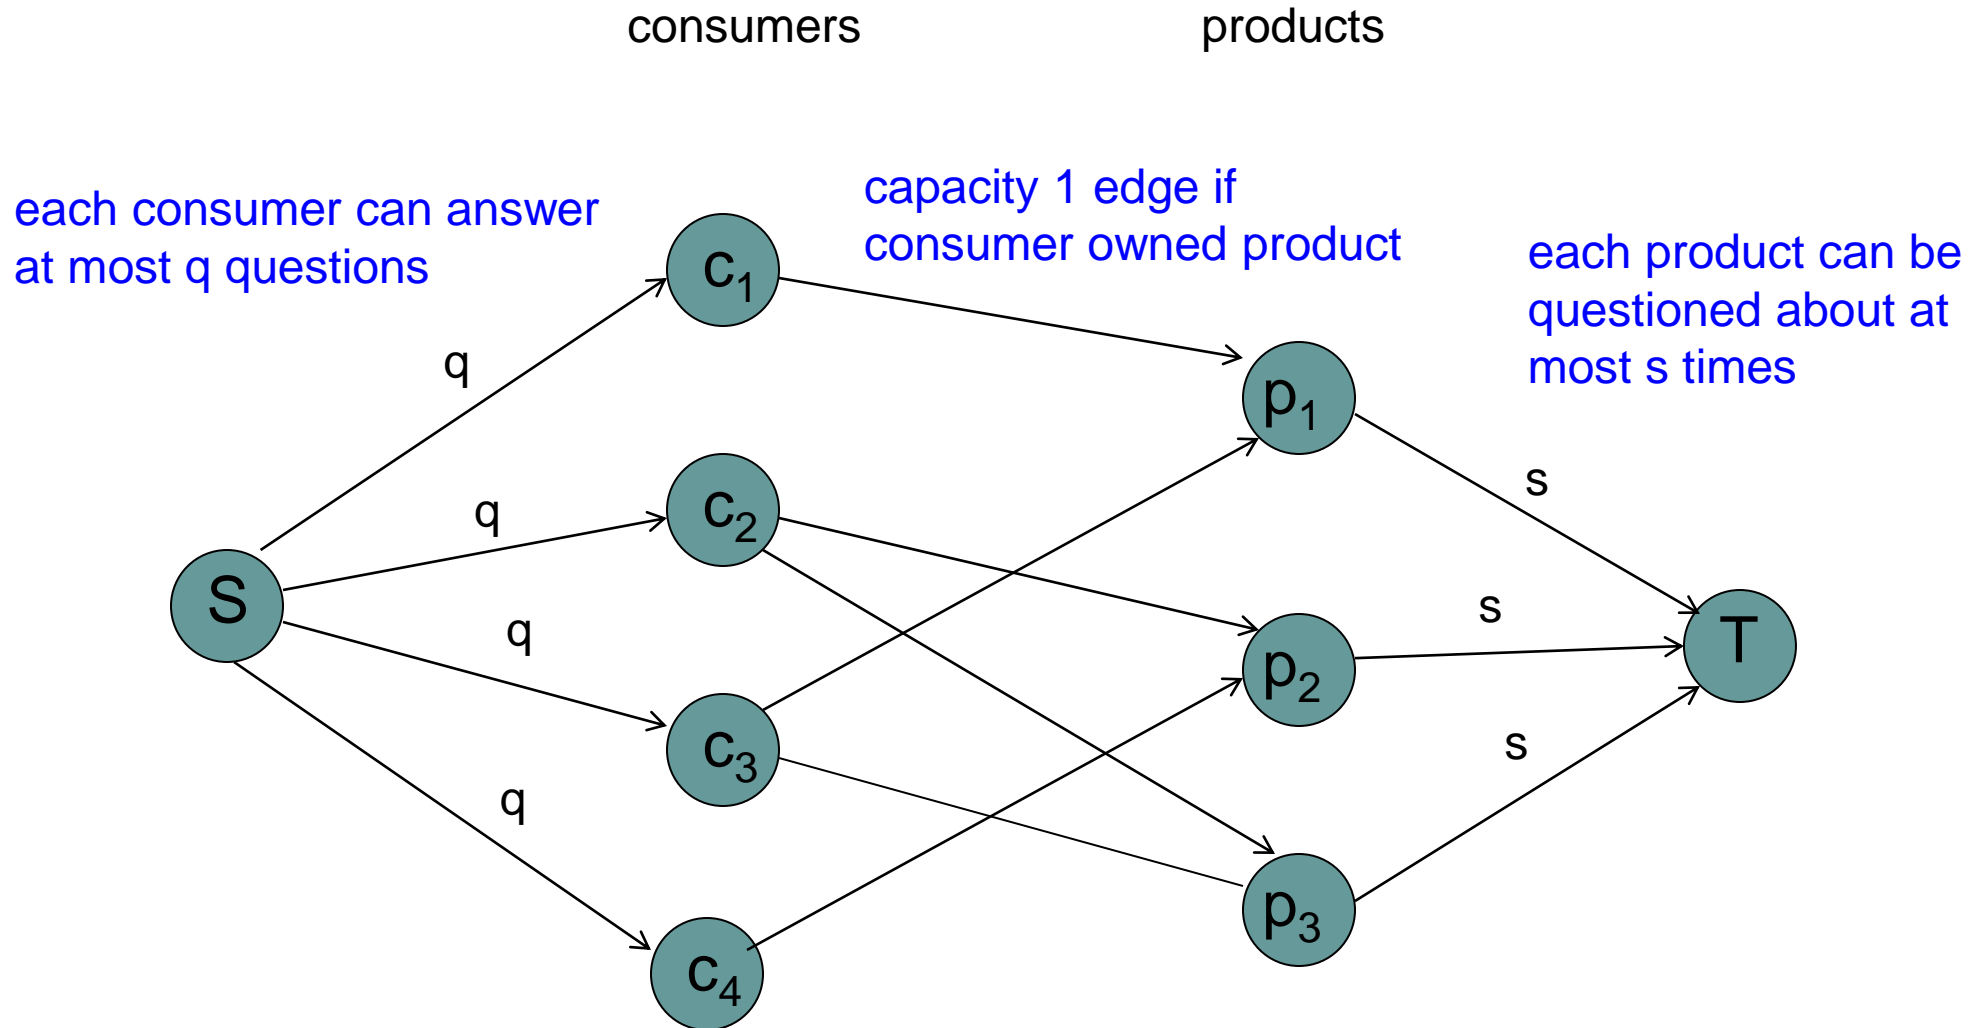 consumers
products
each consumer can answer
at most q questions
capacity 1 edge if
consumer owned product
each product can be
questioned about at
most s times
c₁
q
p₁
s
c₂
q
S
q
s
T
p₂
c₃
s
q
p₃
c₄